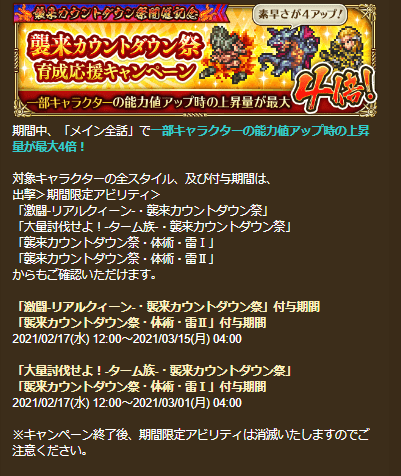 襲来カウントダウン祭開催記念
素早さが4アップ!
襲来カウントダウン祭
育成応援キャンペーン
一部キャラクターの能力値アップ時の上昇量が最大
4倍!
期間中、「メイン全話」で一部キャラクターの能力値アップ時の上昇
量が最大4倍！
対象キャラクターの全スタイル、及び付与期間は、
出撃＞期間限定アビリティ＞
「激闘-リアルクィーン-・襲来カウントダウン祭」
「大量討伐せよ！-ターム族-・襲来カウントダウン祭」
「襲来カウントダウン祭・体術・雷Ⅰ」
「襲来カウントダウン祭・体術・雷Ⅱ」
からもご確認いただけます。
「激闘-リアルクィーン-・襲来カウントダウン祭」付与期間
「襲来カウントダウン祭・体術・雷Ⅱ」付与期間
2021/02/17(水) 12:00～2021/03/15(月) 04:00
「大量討伐せよ！-ターム族-・襲来カウントダウン祭」
「襲来カウントダウン祭・体術・雷Ⅰ」付与期間
2021/02/17(水) 12:00～2021/03/01(月) 04:00
※キャンペーン終了後、期間限定アビリティは消滅いたしますのでご
注意ください。